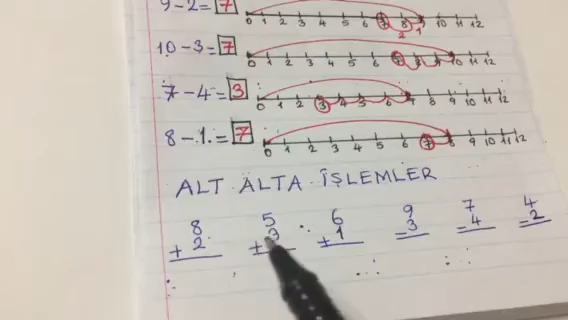 9-2=7 0 1 2 3 4 5 6 7 8 9 10 11 12
2 1
10-3=7 0 1 2 3 4 5 6 7 8 9 10 11 12
7-4=3 0 1 2 3 4 5 6 7 8 9 10 11 12
8-1=7 0 1 2 3 4 5 6 7 8 9 10 11 12
ALT ALTA İŞLEMLER
8 5 6 9 7 4
+2 +3 +1 -3 -4 -2